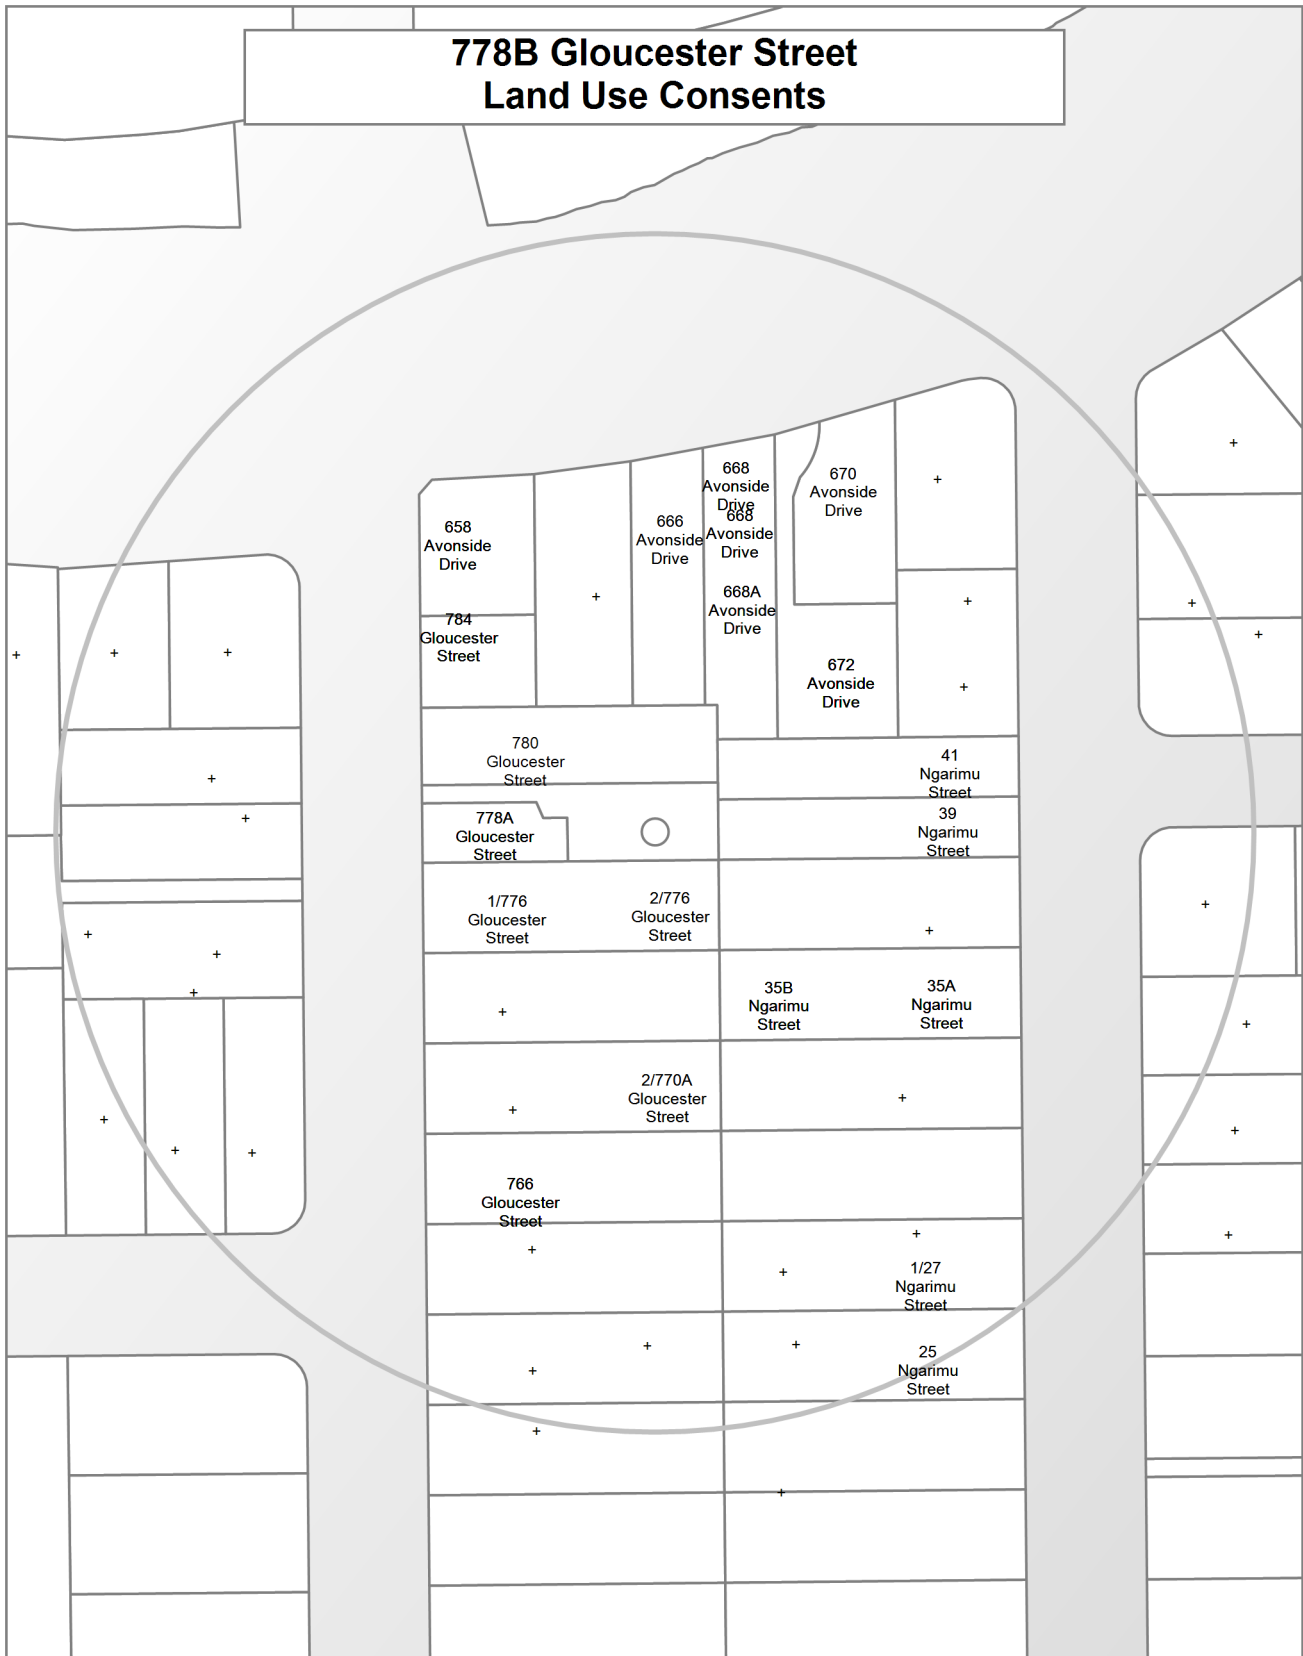 778B Gloucester Street
Land Use Consents
668
Avonside
Drive
668
Avonside
Drive
670
Avonside
Drive
658
Avonside
Drive
666
Avonside
Drive
668A
Avonside
Drive
784
Gloucester
Street
672
Avonside
Drive
780
Gloucester
Street
41
Ngarimu
Street
778A
Gloucester
Street
39
Ngarimu
Street
1/776
Gloucester
Street
2/776
Gloucester
Street
35B
Ngarimu
Street
35A
Ngarimu
Street
2/770A
Gloucester
Street
766
Gloucester
Street
1/27
Ngarimu
Street
25
Ngarimu
Street